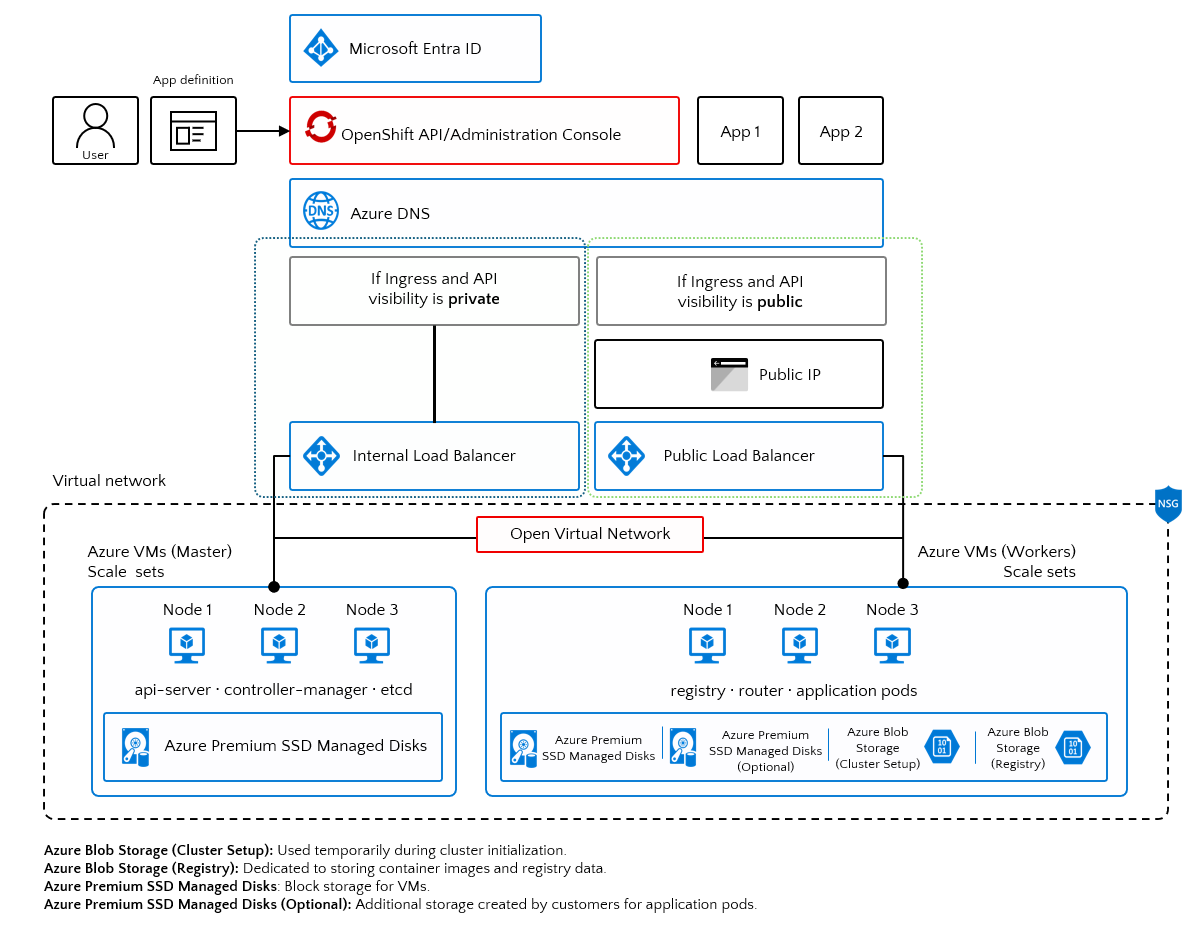 Microsoft Entra ID
App definition
User
OpenShift API/Administration Console
App 1
App 2
DNS
Azure DNS
If Ingress and API
visibility is private
If Ingress and API
visibility is public
Public IP
Internal Load Balancer
Public Load Balancer
Virtual network
NSG
Open Virtual Network
Azure VMs (Master)
Scale sets
Azure VMs (Workers)
Scale sets
Node 1
Node 2
Node 3
api-server · controller-manager · etcd
Azure Premium SSD Managed Disks
Node 1
Node 2
Node 3
registry · router · application pods
Azure Premium
SSD Managed Disks
Azure Premium
SSD Managed Disks
(Optional)
Azure Blob
Storage
(Cluster Setup)
10
01
Azure Blob
Storage
(Registry)
10
01
Azure Blob Storage (Cluster Setup): Used temporarily during cluster initialization.
Azure Blob Storage (Registry): Dedicated to storing container images and registry data.
Azure Premium SSD Managed Disks: Block storage for VMs.
Azure Premium SSD Managed Disks (Optional): Additional storage created by customers for application pods.